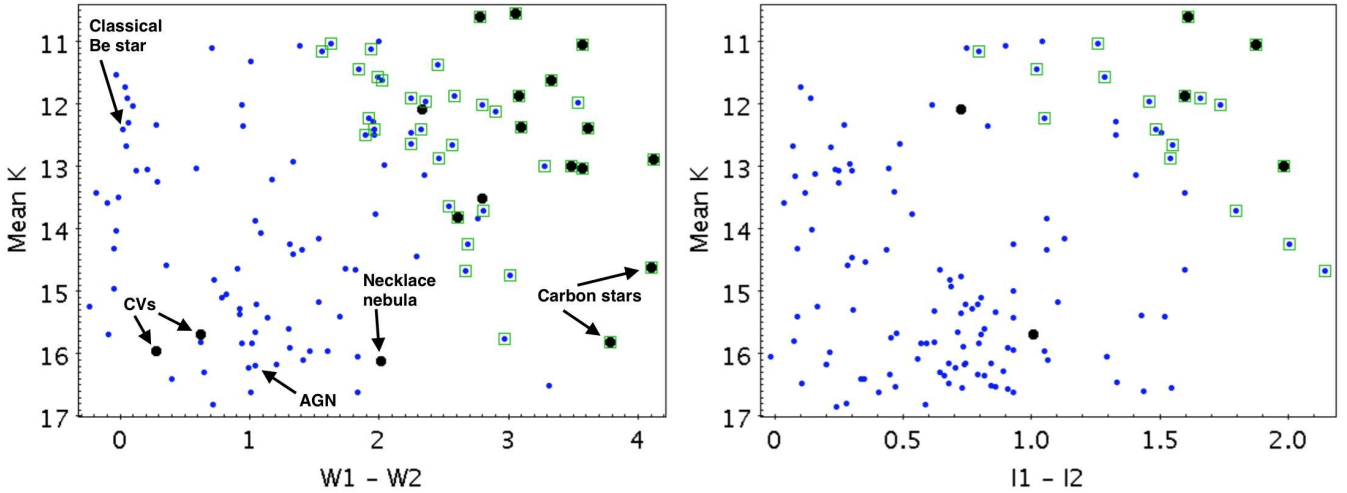 Classical
Be star
CVs
AGN
Necklace
nebula
Carbon stars
Mean K
11
12
13
14
15
16
17
0
1
2
3
4
W1 – W2
Mean K
11
12
13
14
15
16
17
0
0.5
1.0
1.5
2.0
I1 – I2